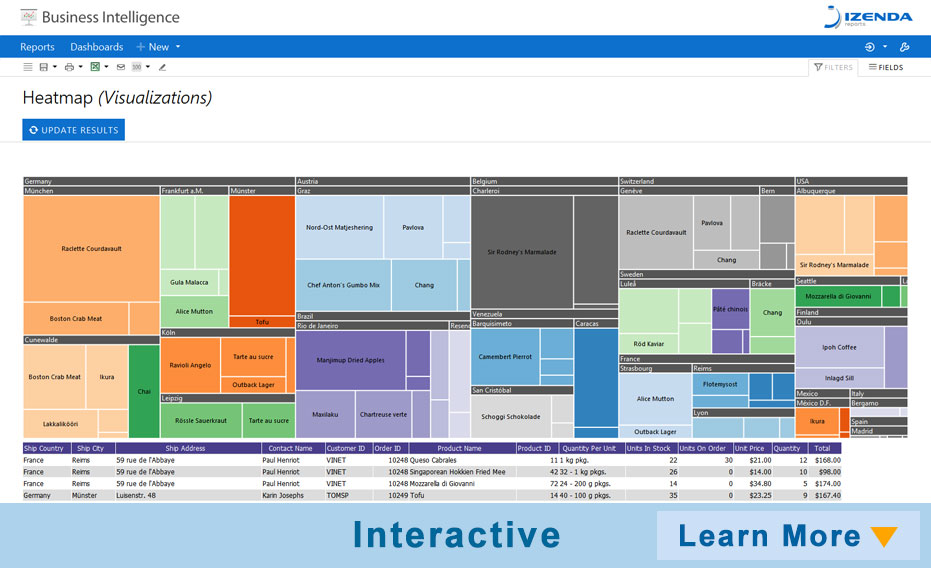 Business Intelligence
IZENDA
reports
Reports Dashboards + New
FILTERS FIELDS
Heatmap (Visualizations)
UPDATE RESULTS
Germany Austria Belgium Switzerland USA
München Frankfurt a.M. Münster Graz Charleroi Genève Bern Albuquerque
Raclette Courdavault
Boston Crab Meat
Gula Malacca
Alice Mutton
Tofu
Nord-Ost Matjeshering Pavlova
Chef Anton's Gumbo Mix Chang
Sir Rodney's Marmalade
Raclette Courdavault Pavlova
Chang
Sir Rodney's Marmalade
Cunewalde
Boston Crab Meat Ikura Chai
Lakkalikööri
Köln
Ravioli Angelo Tarte au sucre
Outback Lager
Leipzig
Rössle Sauerkraut Tarte au sucre
Brazil
Rio de Janeiro Resend
Manjimup Dried Apples
Maxilaku Chartreuse verte
Venezuela
Barquisimeto Caracas
Camembert Pierrot
San Cristóbal
Schoggi Schokolade
Sweden
Luleå Bräcke
Röd Kaviar Pâté chinois Chang
France
Strasbourg Reims
Alice Mutton Flotemysost
Outback Lager
Lyon
Seattle
Mozzarella di Giovanni
Finland
Oulu
Ipoh Coffee
Inlagd Sill
Mexico Italy
México D.F. Bergamo
Ikura
Spain
Madrid
Ship Country Ship City Ship Address Contact Name Customer ID Order ID Product Name Product ID Quantity Per Unit Units In Stock Units On Order Unit Price Quantity Total
France Reims 59 rue de l'Abbaye Paul Henriot VINET 10248 Queso Cabrales 11 1 kg pkg. 22 30 $21.00 12 $168.00
France Reims 59 rue de l'Abbaye Paul Henriot VINET 10248 Singaporean Hokkien Fried Mee 42 32 - 1 kg pkgs. 26 0 $14.00 10 $98.00
France Reims 59 rue de l'Abbaye Paul Henriot VINET 10248 Mozzarella di Giovanni 72 24 - 200 g pkgs. 14 0 $34.80 5 $174.00
Germany Münster Luisenstr. 48 Karin Josephs TOMSP 10249 Tofu 14 40 - 100 g pkgs. 35 0 $23.25 9 $167.40
Interactive
Learn More